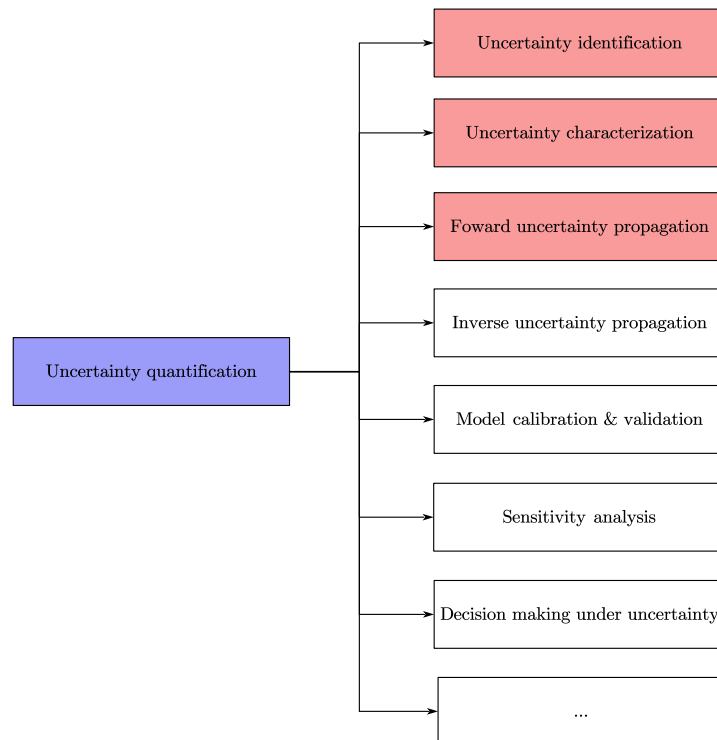 Uncertainty identification
Uncertainty characterization
Foward uncertainty propagation
Inverse uncertainty propagation
Uncertainty quantification
Model calibration & validation
Sensitivity analysis
Decision making under uncertainty
...